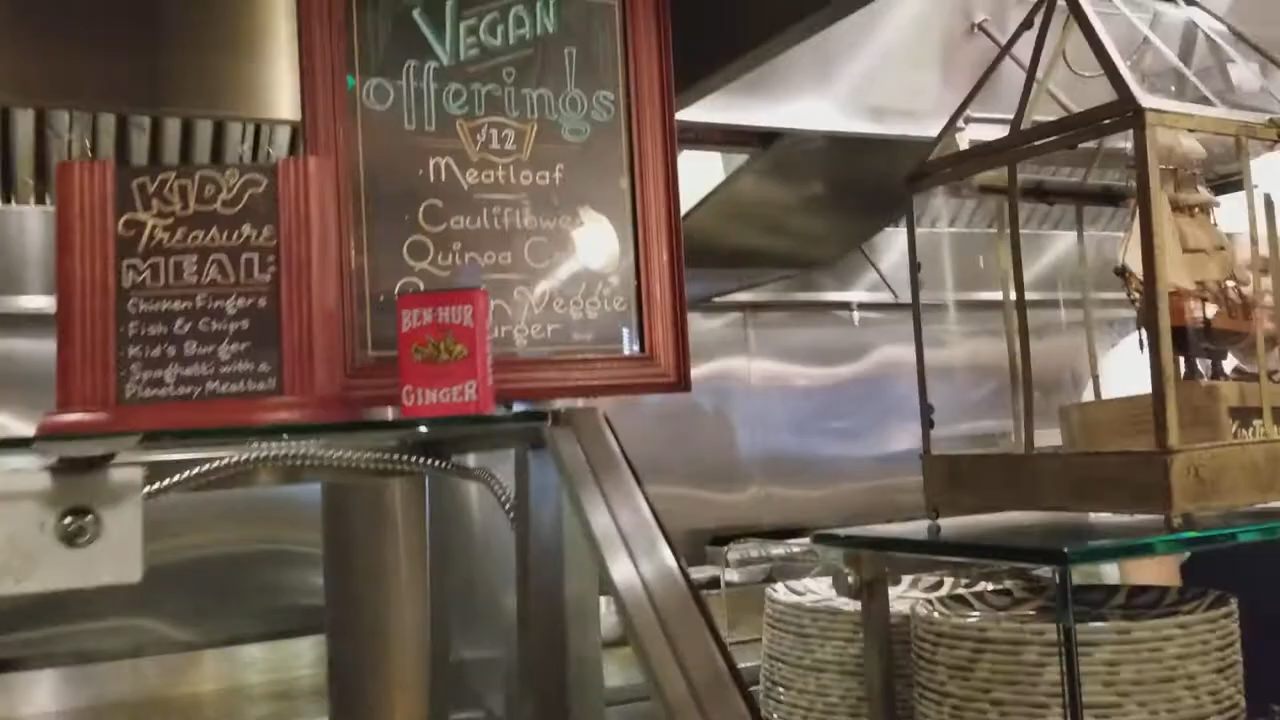 KID'S
Treasure
MEAL:
Chicken Fingers
· Fish & Chips
· Kid's Burger
· Spaghetti with a
Planetary Meatball
VEGAN
offerings!
$12
· Meatloaf
· Cauliflower
Quinoa
Veggie
BEN-HUR
GINGER